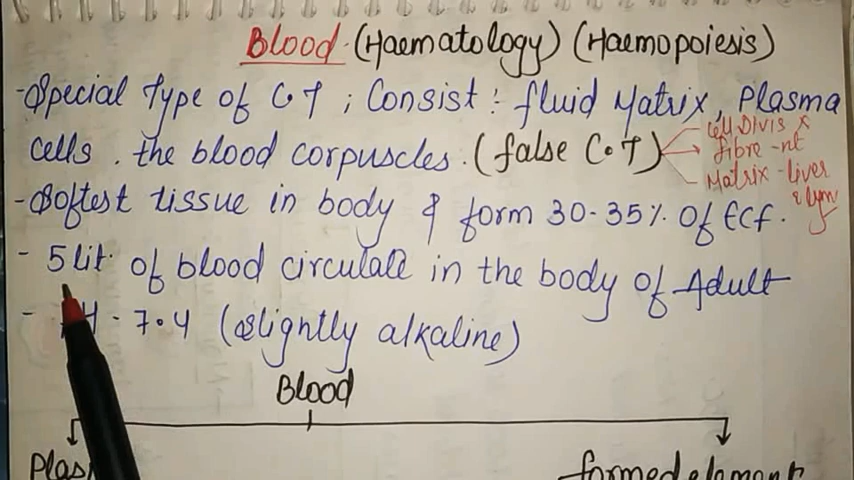 Blood (Haematology) (Haemopoiesis)
-Special Type of C.T ; Consist : fluid Matrix, Plasma
cells . the blood corpuscles. (false C.T)
cell Divis x
fibre -nt
Matrix -liver
& lym
-Softest tissue in body & form 30-35% of ECF.
- 5 lit. of blood circulate in the body of Adult
- 7.4 (slightly alkaline)
Blood
formed element